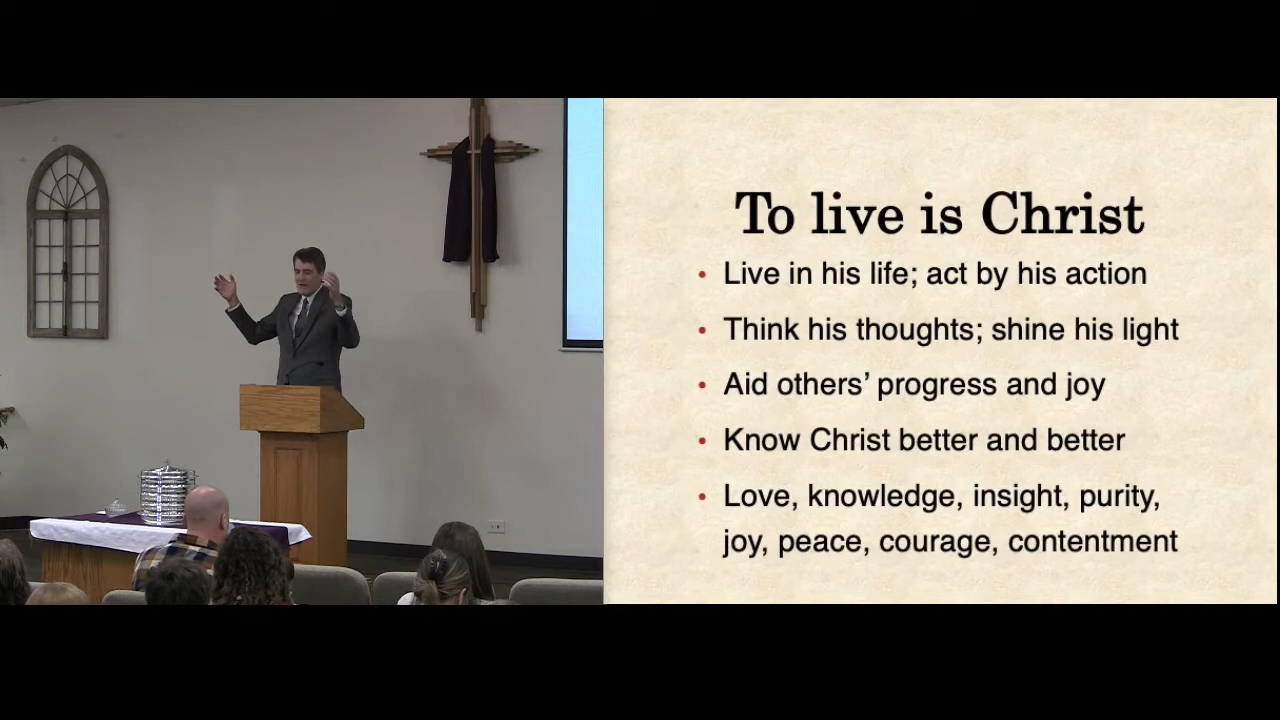 To live is Christ
• Live in his life; act by his action
• Think his thoughts; shine his light
• Aid others’ progress and joy
• Know Christ better and better
• Love, knowledge, insight, purity,
joy, peace, courage, contentment